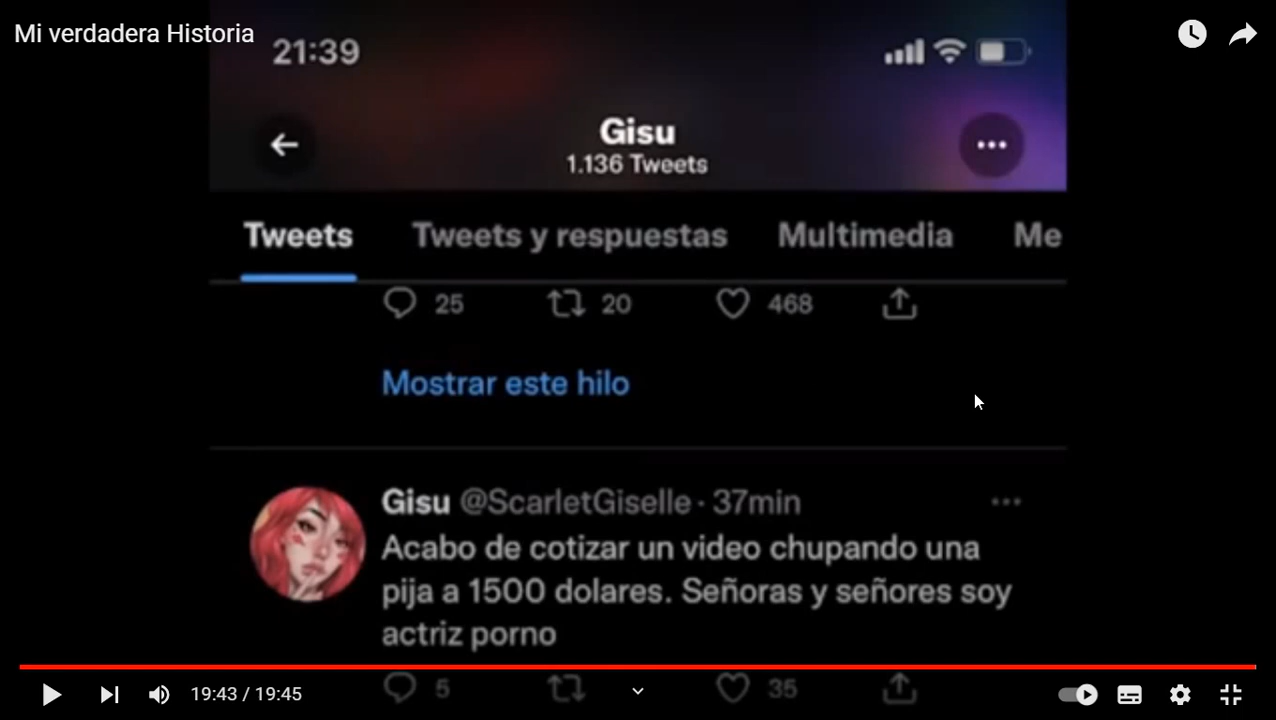 Mi verdadera Historia
21:39
Gisu
1.136 Tweets
Tweets Tweets y respuestas Multimedia Me
25 20 468
Mostrar este hilo
Gisu @ScarletGiselle · 37min
Acabo de cotizar un video chupando una
pija a 1500 dolares. Señoras y señores soy
actriz porno
5 35
19:43 / 19:45